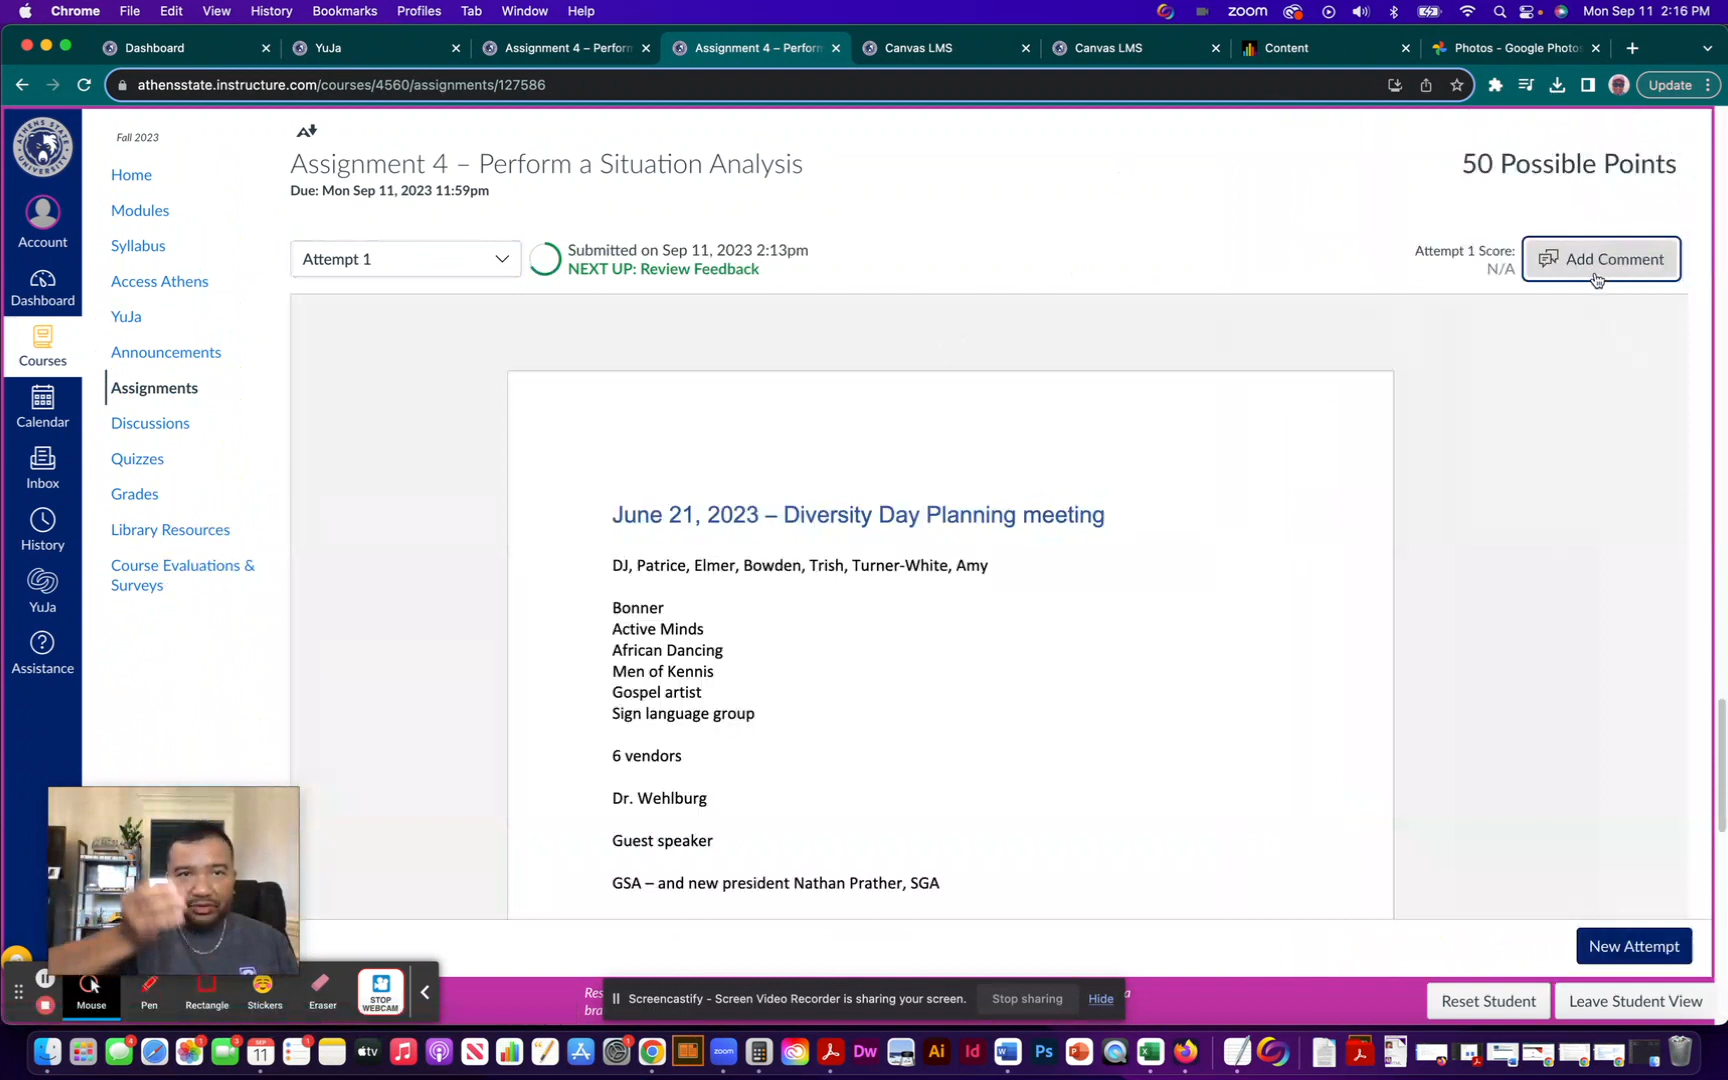 Chrome File Edit View History Bookmarks Profiles Tab Window Help zoom Mon Sep 11 2:16 PM
Dashboard YuJa Assignment 4 – Perform Assignment 4 – Perform Canvas LMS Canvas LMS Content Photos - Google Photos
athensstate.instructure.com/courses/4560/assignments/127586 Update
Fall 2023
Account
Dashboard
Courses
Calendar
Inbox
History
YuJa
Assistance
Home
Modules
Syllabus
Access Athens
YuJa
Announcements
Assignments
Discussions
Quizzes
Grades
Library Resources
Course Evaluations &
Surveys
Assignment 4 – Perform a Situation Analysis
50 Possible Points
Due: Mon Sep 11, 2023 11:59pm
Attempt 1
Submitted on Sep 11, 2023 2:13pm
NEXT UP: Review Feedback
Attempt 1 Score:
N/A
Add Comment
June 21, 2023 – Diversity Day Planning meeting
DJ, Patrice, Elmer, Bowden, Trish, Turner-White, Amy
Bonner
Active Minds
African Dancing
Men of Kennis
Gospel artist
Sign language group
6 vendors
Dr. Wehlburg
Guest speaker
GSA – and new president Nathan Prather, SGA
New Attempt
Mouse Pen Rectangle Stickers Eraser STOP
WEBCAM
Screencastify - Screen Video Recorder is sharing your screen. Stop sharing Hide
Reset Student Leave Student View
tv zoom Dw Ai Id Ps